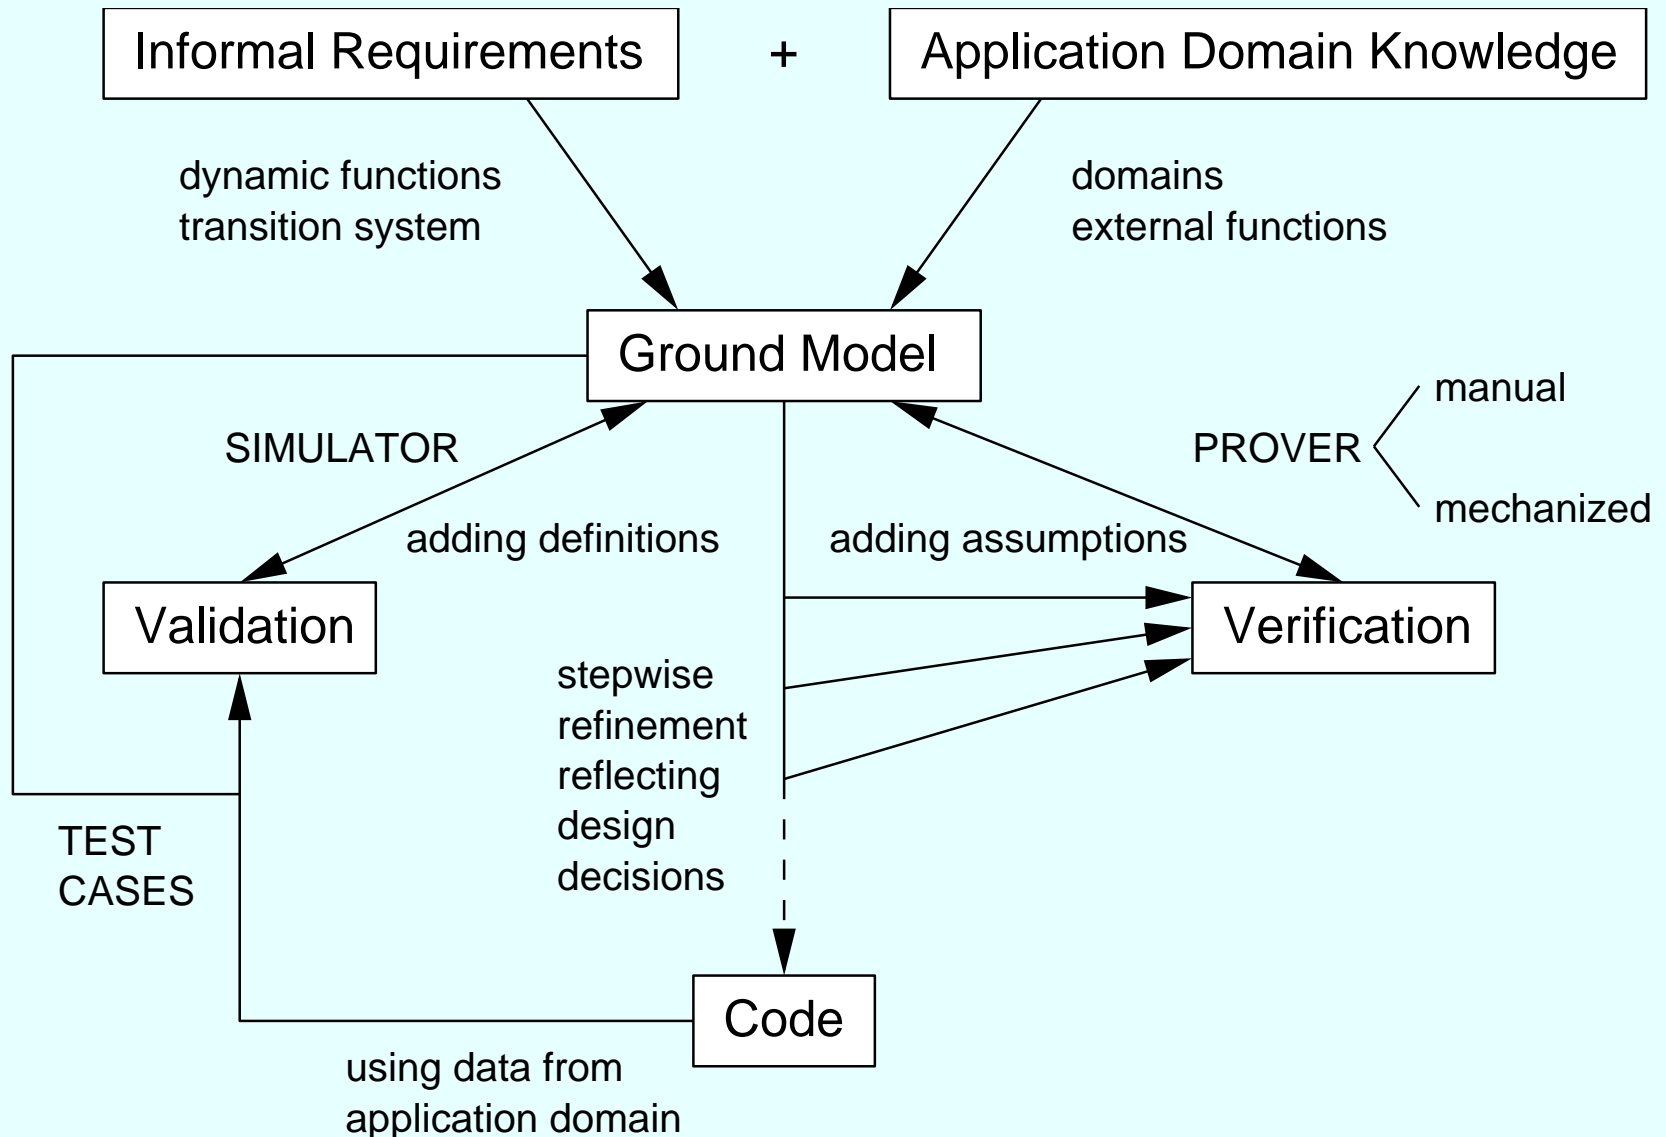 Informal Requirements
+
Application Domain Knowledge
dynamic functions
transition system
domains
external functions
Ground Model
SIMULATOR
PROVER
manual
mechanized
adding definitions
adding assumptions
Validation
Verification
stepwise
refinement
reflecting
design
decisions
TEST
CASES
Code
using data from
application domain